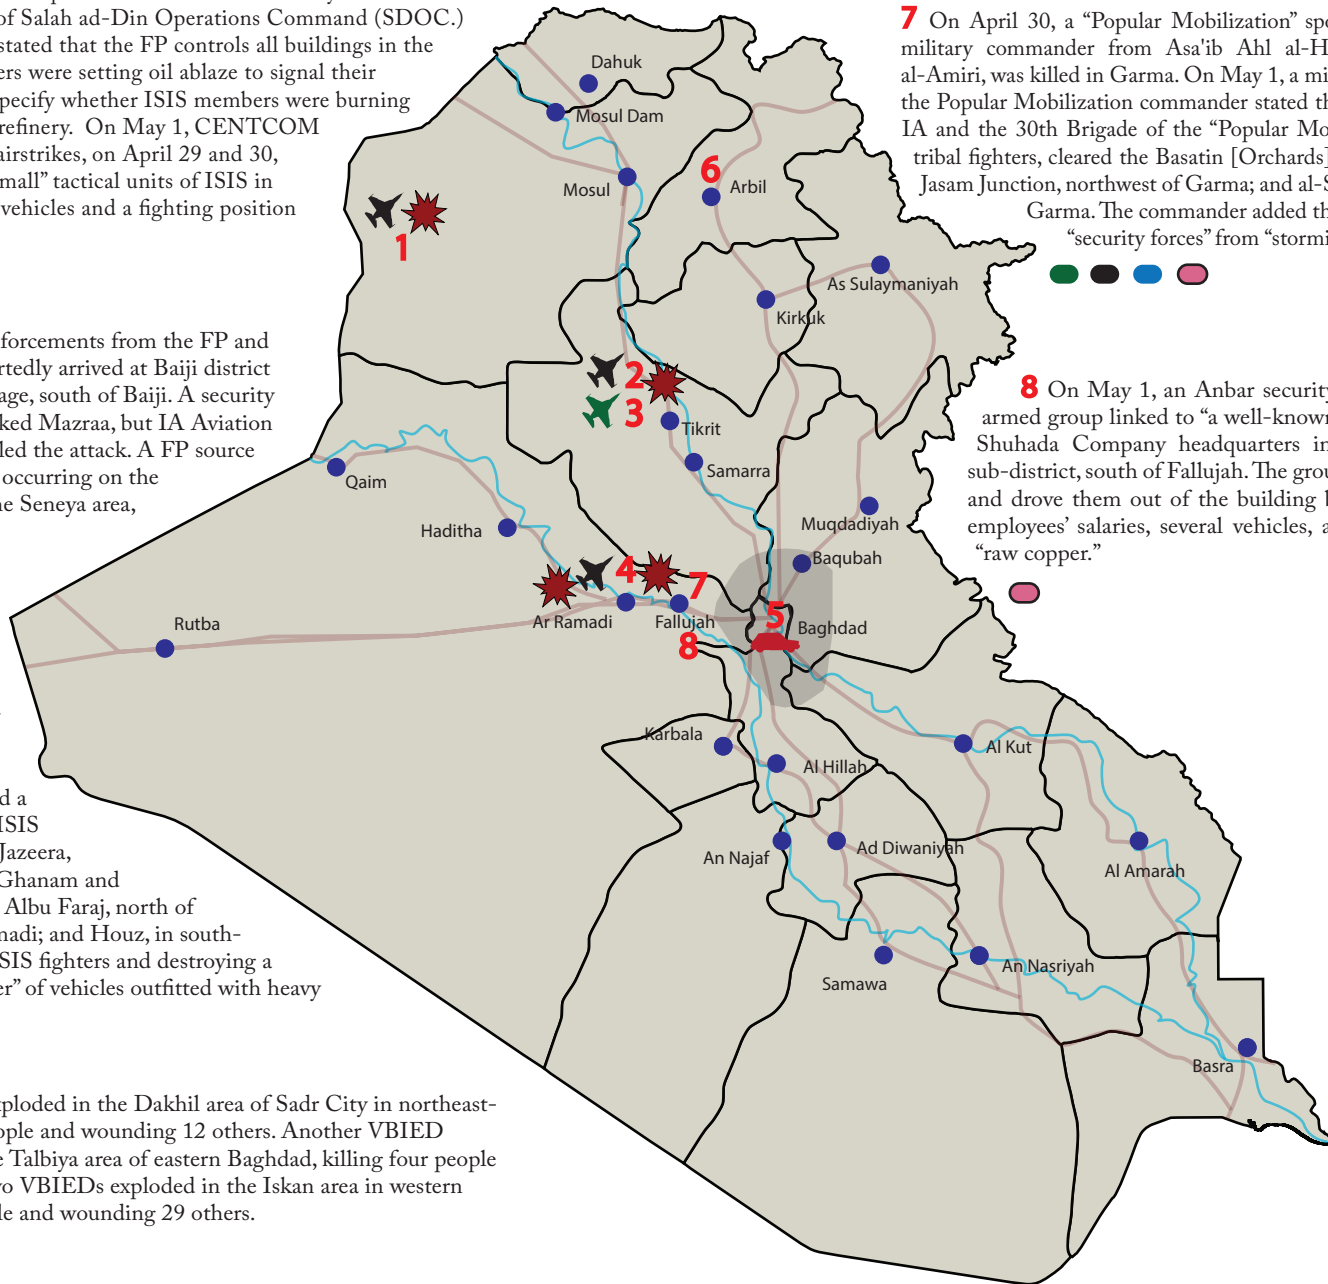 of Salah ad-Din Operations Command (SDOC.)
stated that the FP controls all buildings in the
ers were setting oil ablaze to signal their
pecify whether ISIS members were burning
refinery. On May 1, CENTCOM
airstrikes, on April 29 and 30,
mall” tactical units of ISIS in
vehicles and a fighting position
forcements from the FP and
rtedly arrived at Baiji district
age, south of Baiji. A security
ked Mazraa, but IA Aviation
led the attack. A FP source
occurring on the
ne Seneya area,
d a
ISIS
Jazeera,
Ghanam and
Albu Faraj, north of
madi; and Houz, in south-
ISIS fighters and destroying a
er” of vehicles outfitted with heavy
xploded in the Dakhil area of Sadr City in northeast-
ople and wounding 12 others. Another VBIED
e Talbiya area of eastern Baghdad, killing four people
wo VBIEDs exploded in the Iskan area in western
le and wounding 29 others.
7 On April 30, a “Popular Mobilization” spo
military commander from Asa'ib Ahl al-H
al-Amiri, was killed in Garma. On May 1, a mi
the Popular Mobilization commander stated th
IA and the 30th Brigade of the “Popular Mo
tribal fighters, cleared the Basatin [Orchards]
Jasam Junction, northwest of Garma; and al-S
Garma. The commander added th
“security forces” from “stormi
8 On May 1, an Anbar security
armed group linked to “a well-known
Shuhada Company headquarters in
sub-district, south of Fallujah. The grou
and drove them out of the building b
employees’ salaries, several vehicles, a
“raw copper.”
Dahuk
Mosul Dam
Mosul
6
Arbil
1
As Sulaymaniyah
Kirkuk
2
3
Tikrit
Samarra
Qaim
Haditha
Muqdadiyah
Baqubah
4
7
Ar Ramadi
Fallujah
5
Baghdad
8
Rutba
Karbala
Al Kut
Al Hillah
An Najaf
Ad Diwaniyah
Al Amarah
Samawa
An Nasriyah
Basra